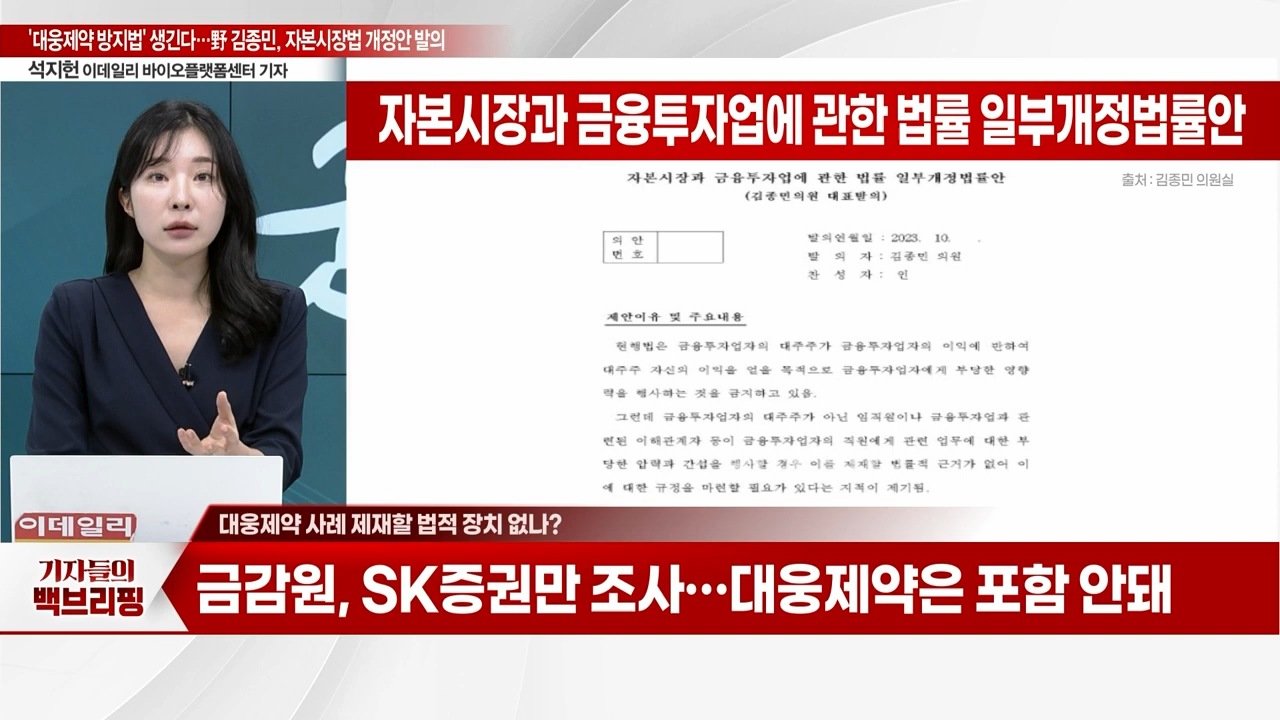 '대웅제약 방지법' 생긴다…野 김종민, 자본시장법 개정안 발의
석지헌 이데일리 바이오플랫폼센터 기자
자본시장과 금융투자업에 관한 법률 일부개정법률안
자본시장과 금융투자업에 관한 법률 일부개정법률안
(김종민의원 대표발의)
출처 : 김종민 의원실
의 안
번 호
발의연월일 : 2023. 10. .
발 의 자 : 김종민 의원
찬 성 자 : 인
제안이유 및 주요내용
현행법은 금융투자업자의 대주주가 금융투자업자의 이익에 반하여
대주주 자신의 이익을 얻을 목적으로 금융투자업자에게 부당한 영향
력을 행사하는 것을 금지하고 있음.
그런데 금융투자업자의 대주주가 아닌 임직원이나 금융투자업과 관
련된 이해관계자 등이 금융투자업자의 직원에게 관련 업무에 대한 부
당한 압력과 간섭을 행사할 경우 이를 제재할 법률적 근거가 없어 이
에 대한 규정을 마련할 필요가 있다는 지적이 제기됨.
이데일리
대웅제약 사례 제재할 법적 장치 없나?
기자들의
백브리핑
금감원, SK증권만 조사…대웅제약은 포함 안돼